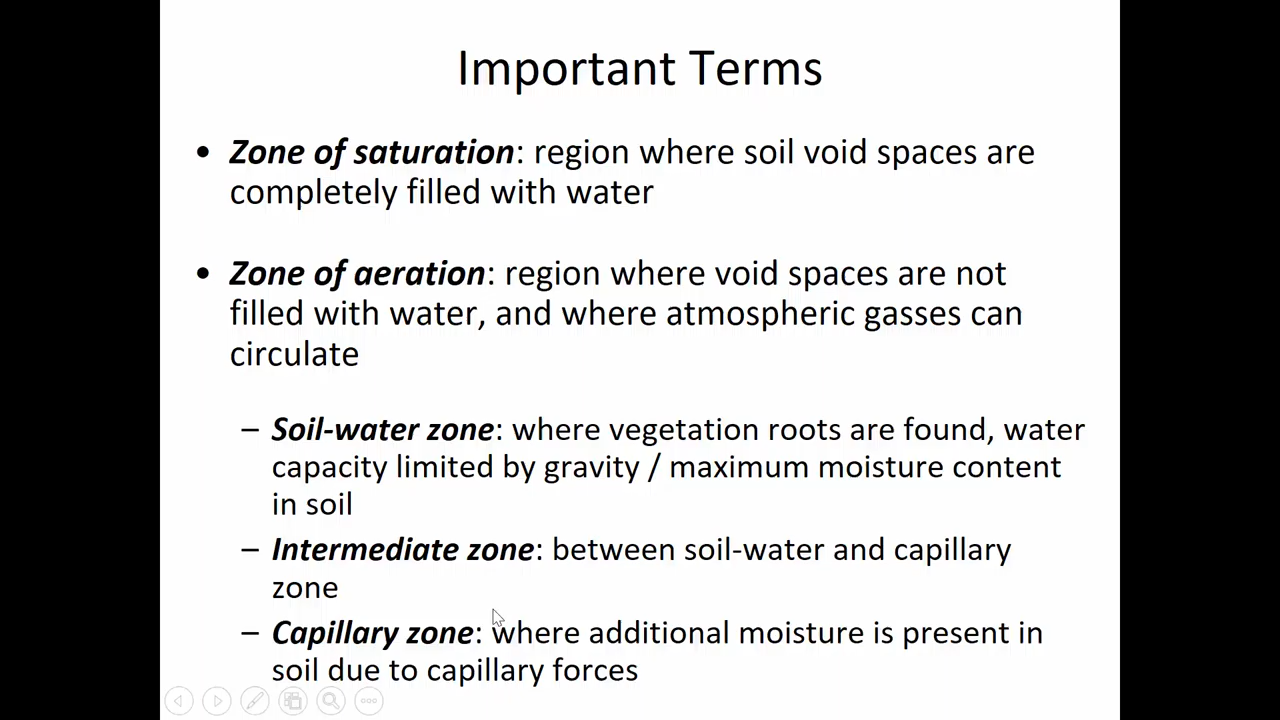 Important Terms
• Zone of saturation: region where soil void spaces are
completely filled with water
• Zone of aeration: region where void spaces are not
filled with water, and where atmospheric gasses can
circulate
– Soil-water zone: where vegetation roots are found, water
capacity limited by gravity / maximum moisture content
in soil
– Intermediate zone: between soil-water and capillary
zone
– Capillary zone: where additional moisture is present in
soil due to capillary forces